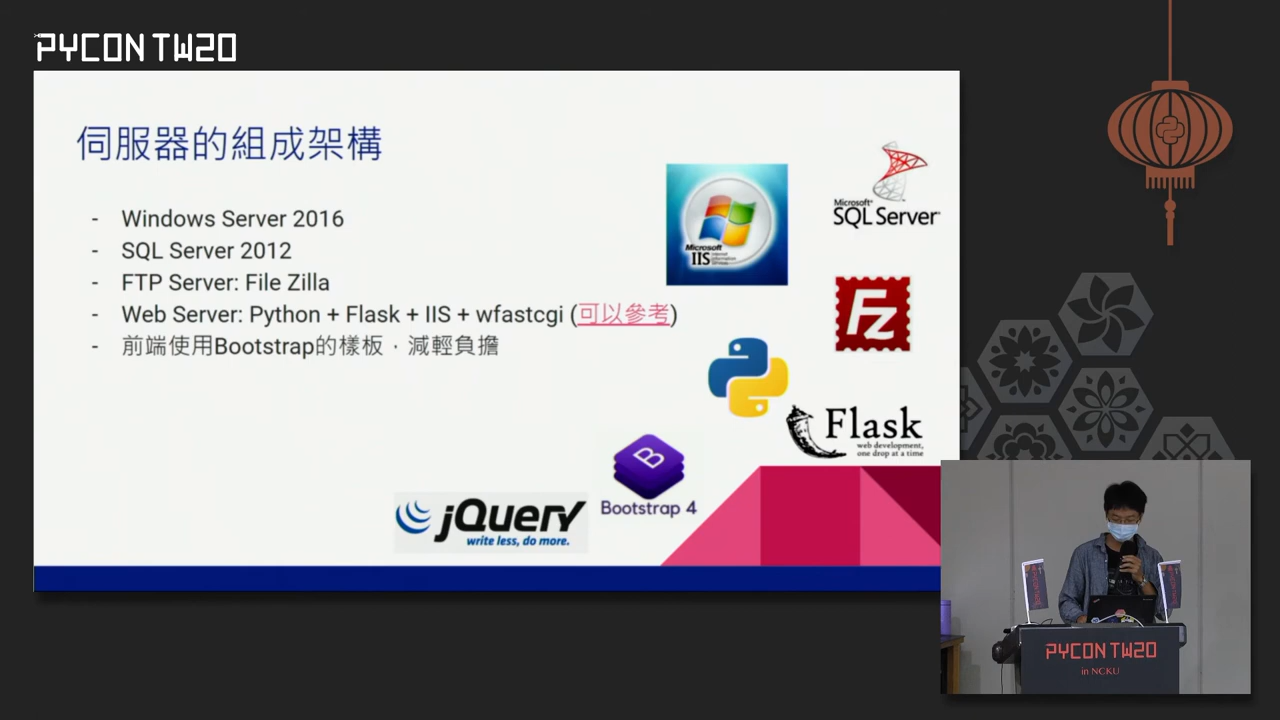 PYCON TW20
伺服器的組成架構
- Windows Server 2016
- SQL Server 2012
- FTP Server: File Zilla
- Web Server: Python + Flask + IIS + wfastcgi (可以參考)
- 前端使用Bootstrap的樣板，減輕負擔
Microsoft
IIS
Microsoft
SQL Server
FZ
Flask
web development,
one drop at a time
B
Bootstrap 4
jQuery
write less, do more.
PYCON TW20
in NCKU